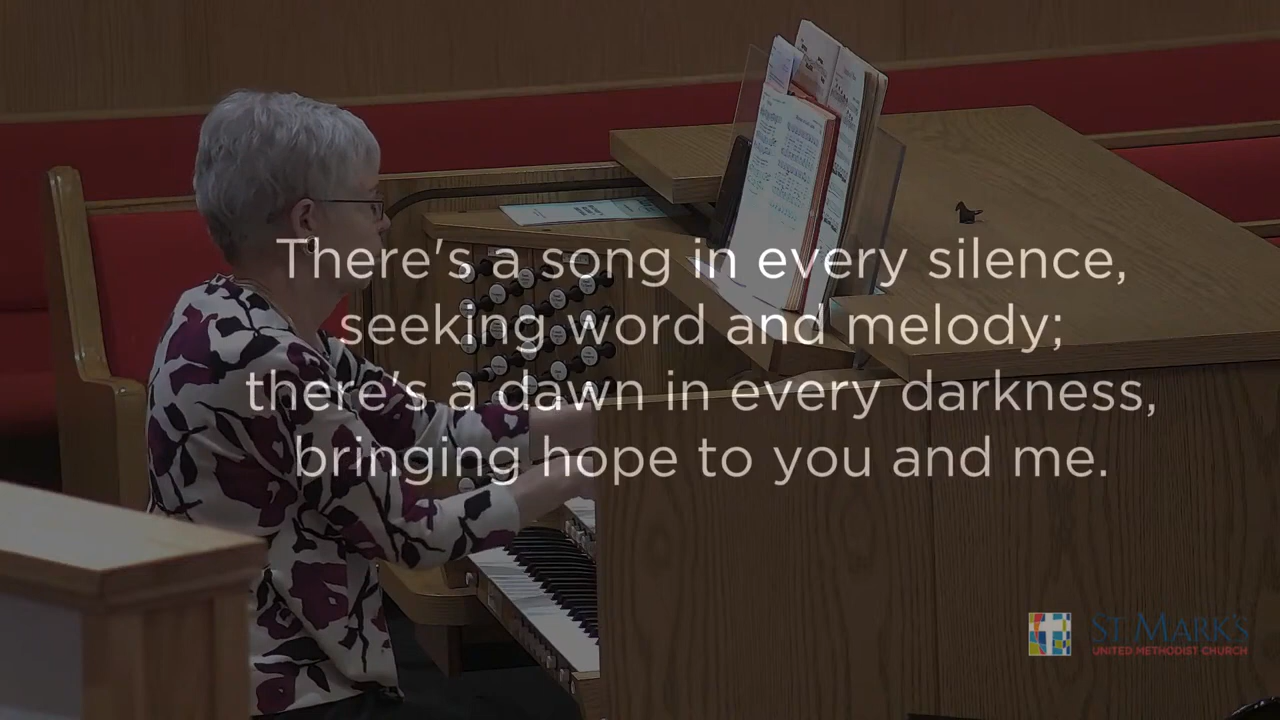 There's a song in every silence,
seeking word and melody;
there's a dawn in every darkness,
bringing hope to you and me.
ST MARK'S
UNITED METHODIST CHURCH